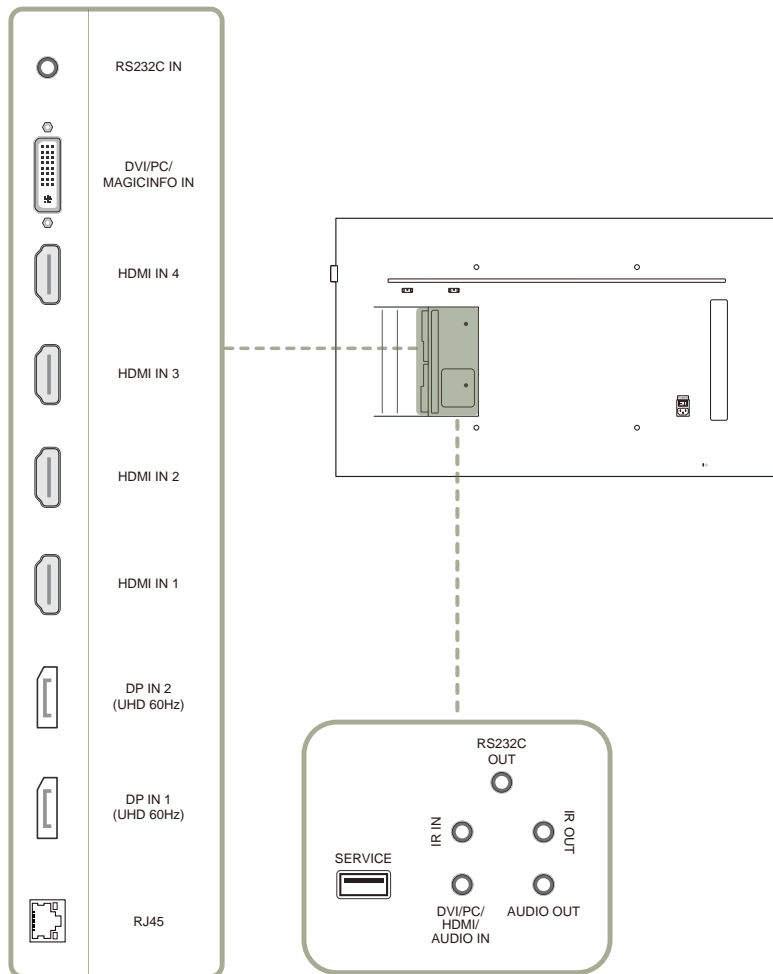 RS232C IN
DVI/PC/
MAGICINFO IN
HDMI IN 4
HDMI IN 3
HDMI IN 2
HDMI IN 1
DP IN 2
(UHD 60Hz)
DP IN 1
(UHD 60Hz)
RJ45
RS232C
OUT
IR IN
IR OUT
SERVICE
DVI/PC/
HDMI/
AUDIO IN
AUDIO OUT